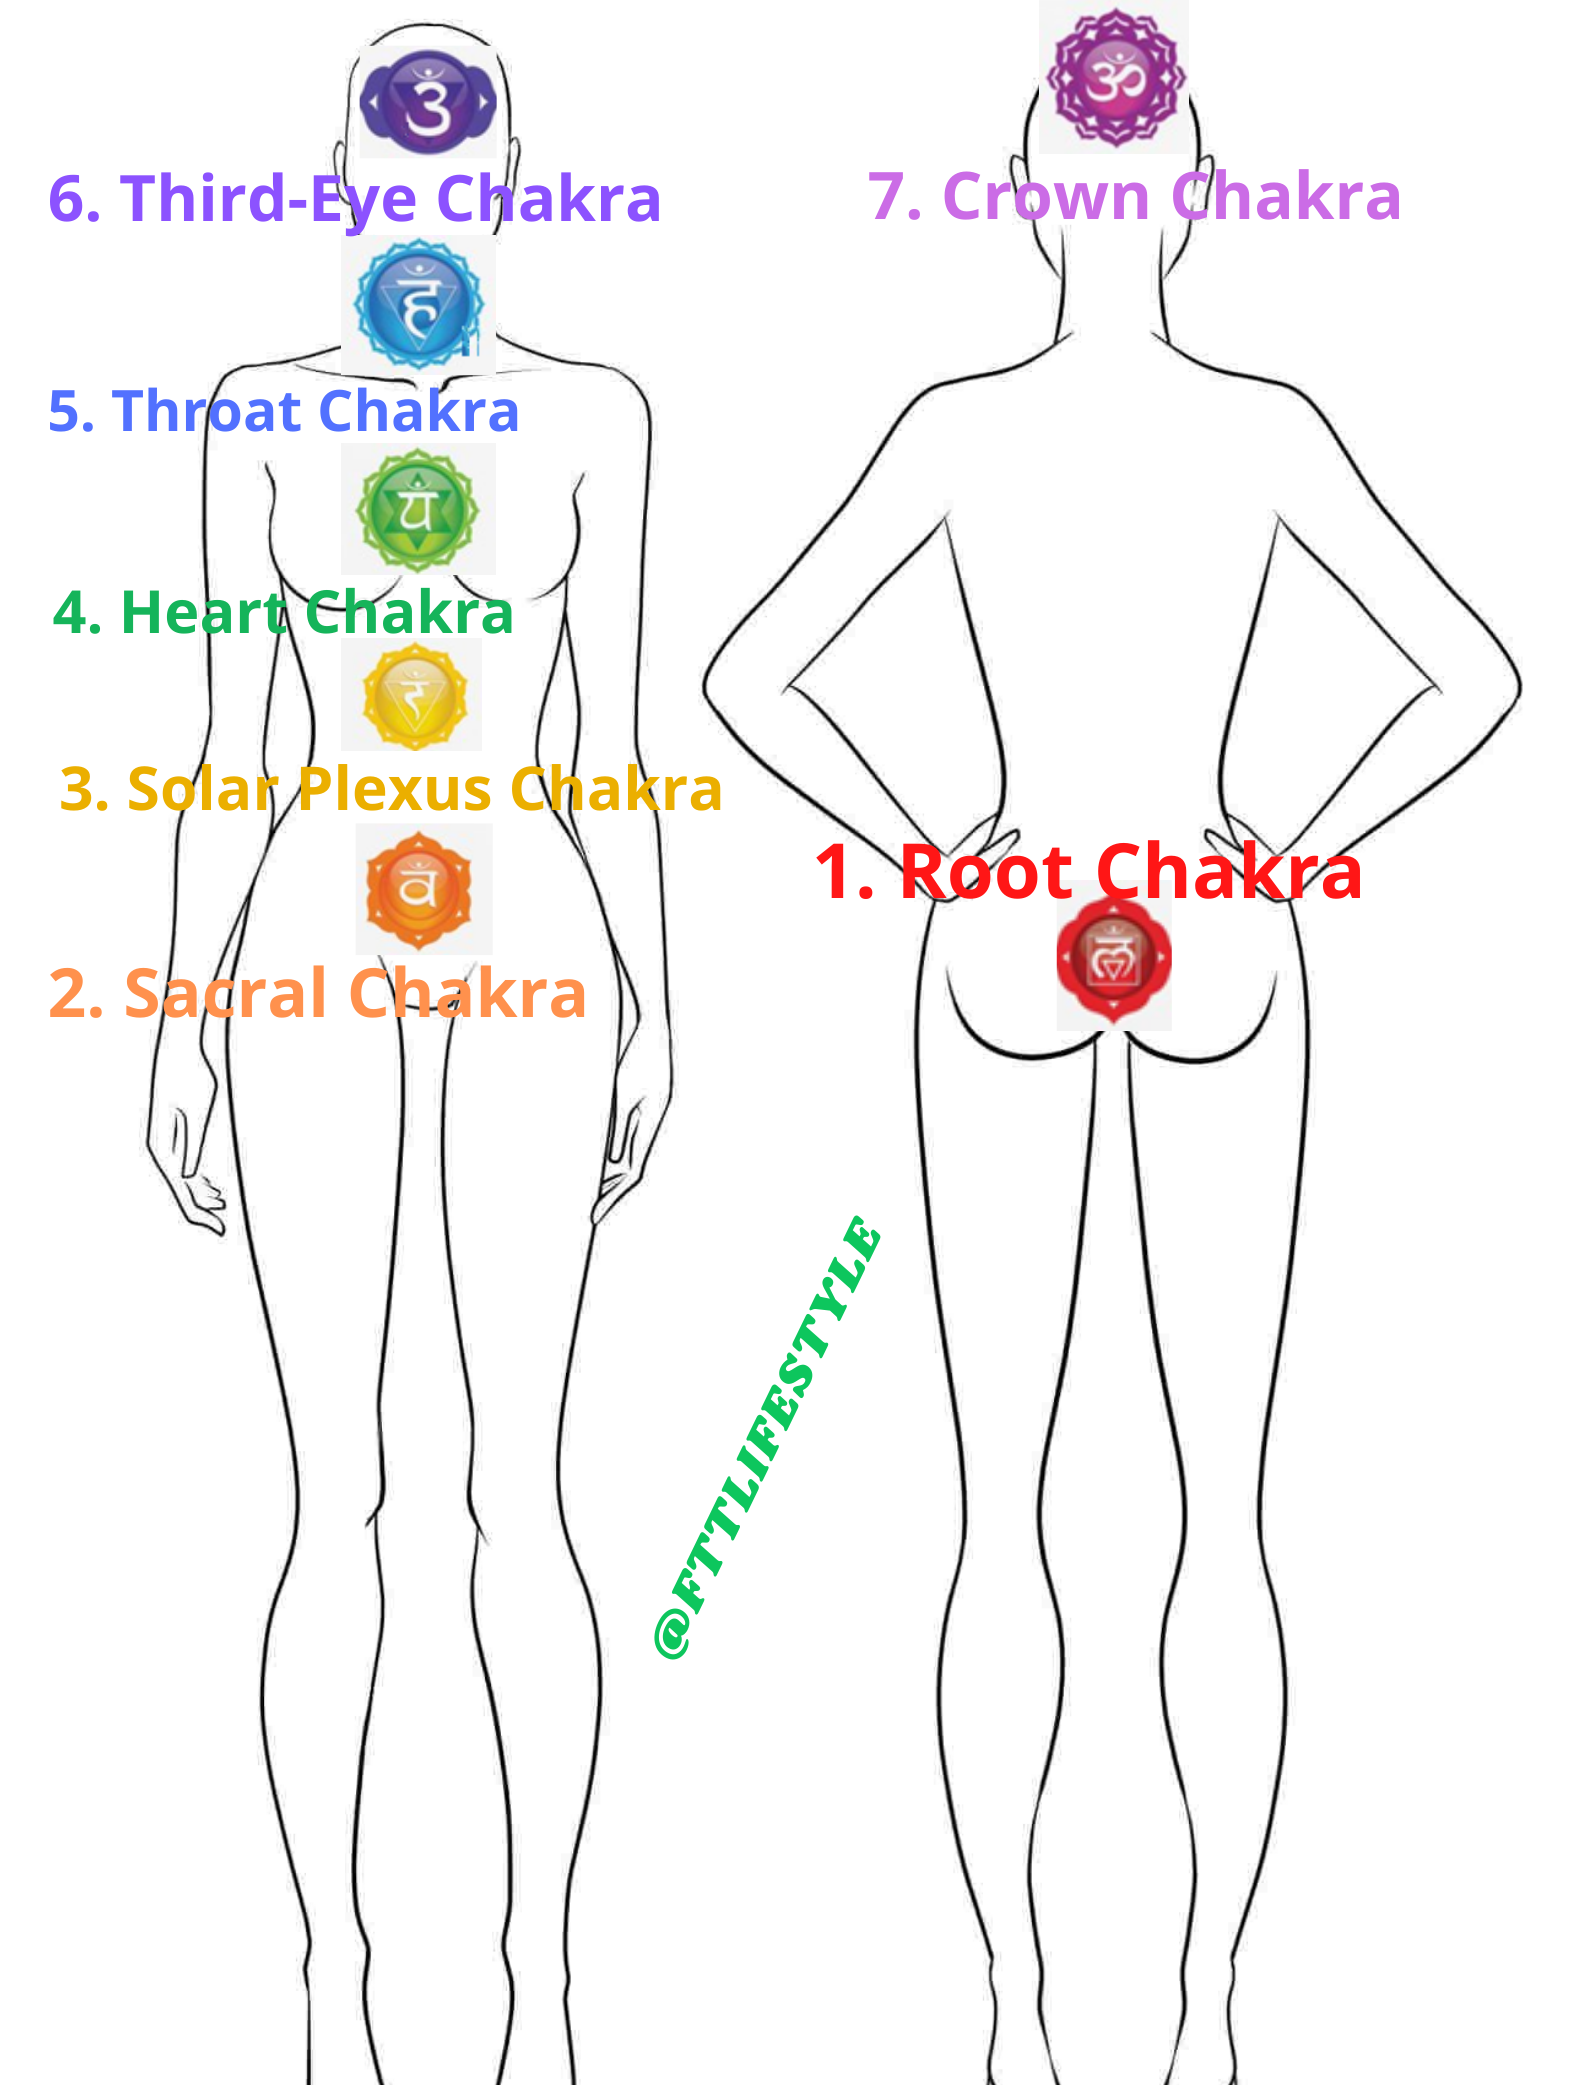 ॐ
7. Crown Chakra
उ
6. Third-Eye Chakra
ह
5. Throat Chakra
य
4. Heart Chakra
र
3. Solar Plexus Chakra
व
2. Sacral Chakra
1. Root Chakra
ल
@FTTLIFESTYLE